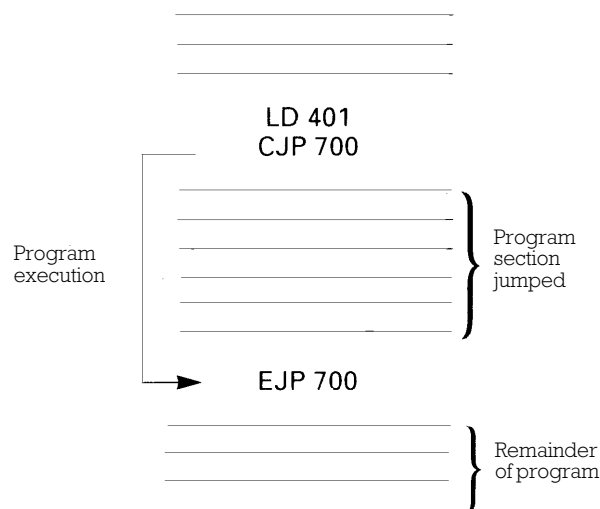 LD 401
CJP 700
Program
execution
Program
section
jumped
EJP 700
Remainder
of program